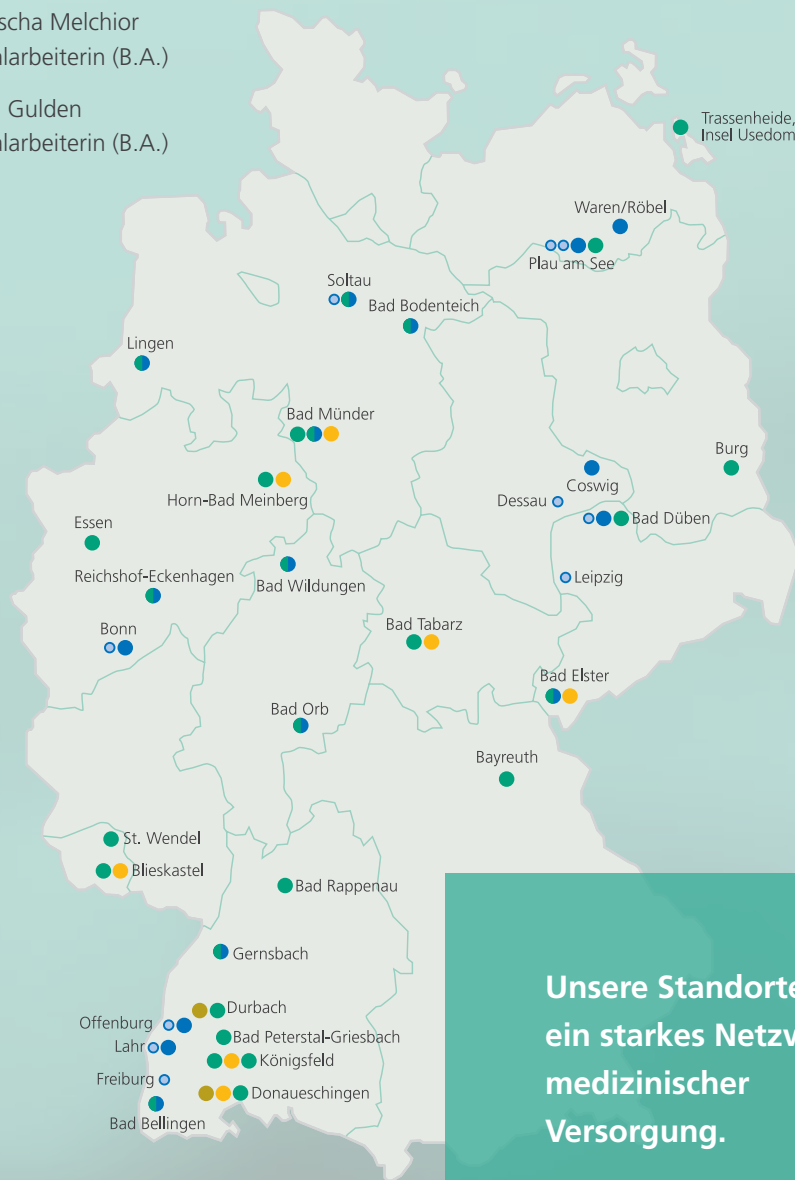 scha Melchior
larbeiterin (B.A.)
Gulden
larbeiterin (B.A.)
Trassenheide,
Insel Usedom
Waren/Röbel
Plau am See
Soltau
Bad Bodenteich
Lingen
Bad Münder
Burg
Coswig
Horn-Bad Meinberg
Dessau
Bad Düben
Essen
Reichshof-Eckenhagen
Bad Wildungen
Leipzig
Bonn
Bad Tabarz
Bad Elster
Bad Orb
Bayreuth
St. Wendel
Blieskastel
Bad Rappenau
Gernsbach
Durbach
Offenburg
Bad Peterstal-Griesbach
Lahr
Königsfeld
Freiburg
Donaueschingen
Bad Bellingen
Unsere Standorte
ein starkes Netzw
medizinischer
Versorgung.